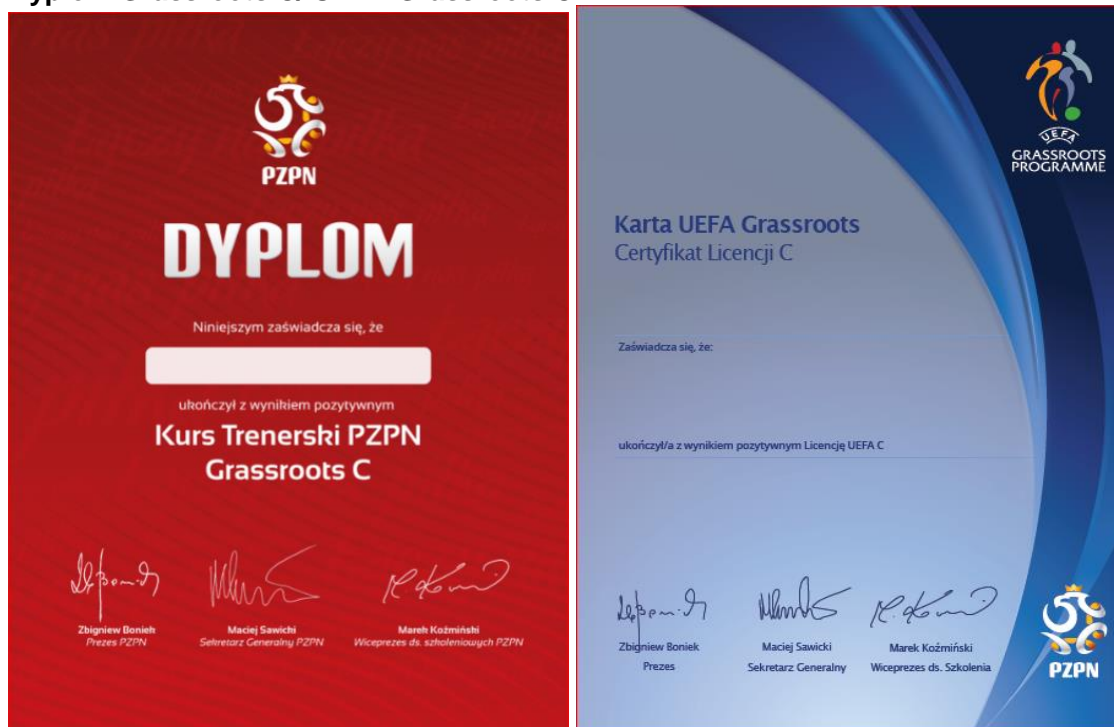 PZPN
DYPLOM
Niniejszym zaświadcza się, że
ukończył z wynikiem pozytywnym
Kurs Trenerski PZPN
Grassroots C
Zbigniew Boniek
Prezes PZPN
Maciej Sawicki
Sekretarz Generalny PZPN
Marek Koźmiński
Wiceprezes ds. szkoleniowych PZPN
UEFA
GRASSROOTS
PROGRAMME
Karta UEFA Grassroots
Certyfikat Licencji C
Zaświadcza się, że:
ukończył/a z wynikiem pozytywnym Licencję UEFA C
Zbigniew Boniek
Prezes
Maciej Sawicki
Sekretarz Generalny
Marek Koźmiński
Wiceprezes ds. Szkolenia
PZPN